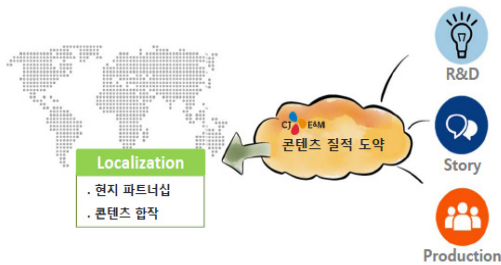 R&D
CJ E&M
콘텐츠 질적 도약
Localization
. 현지 파트너십
. 콘텐츠 합작
Story
Production